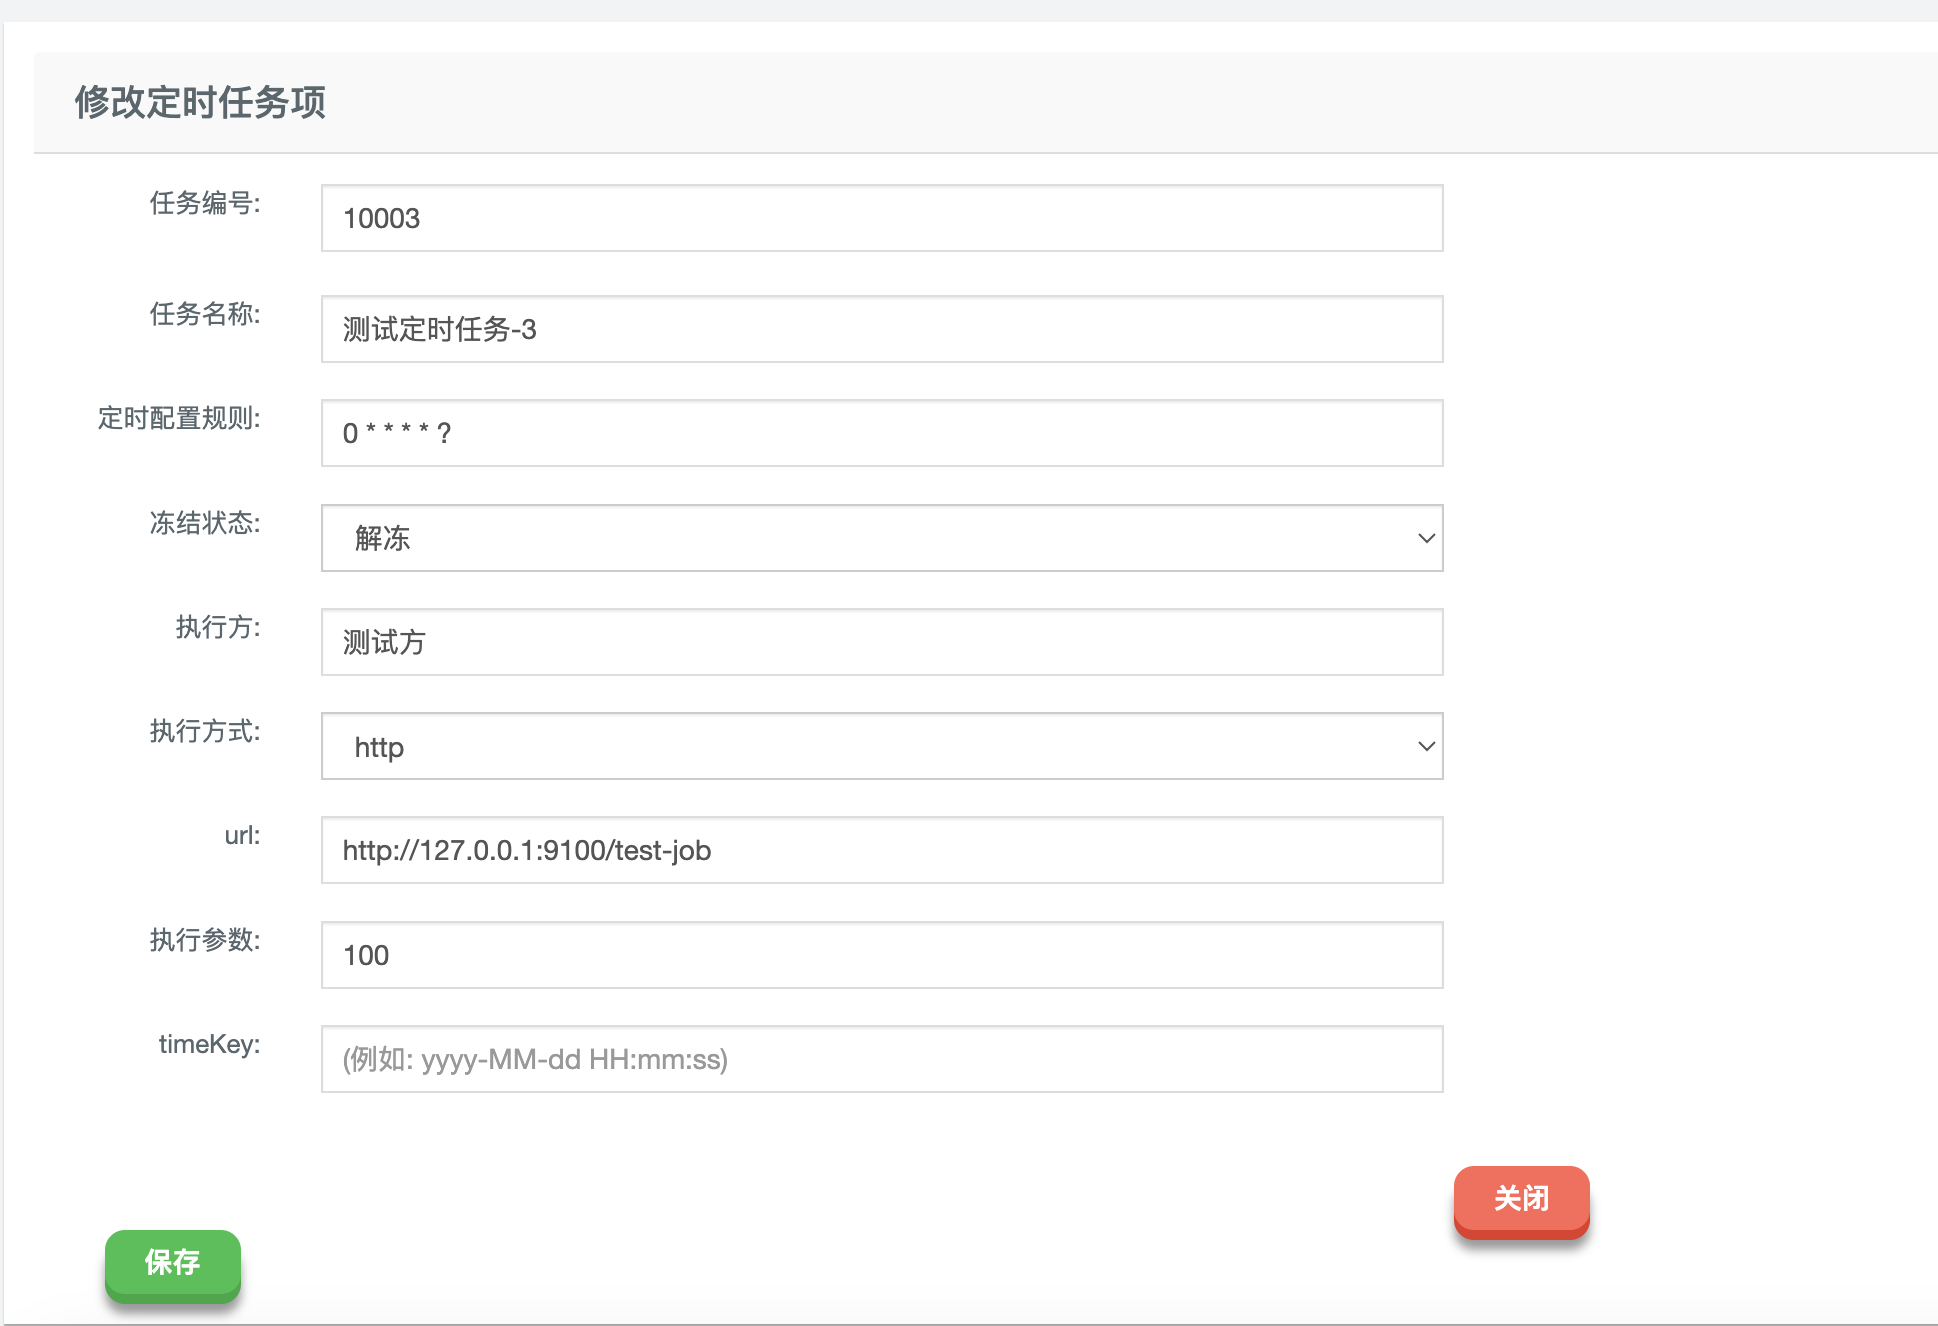 修改定时任务项
任务编号:
10003
任务名称:
测试定时任务-3
定时配置规则:
0 * * * * ?
冻结状态:
解冻
执行方:
测试方
执行方式:
http
url:
http://127.0.0.1:9100/test-job
执行参数:
100
timeKey:
(例如: yyyy-MM-dd HH:mm:ss)
关闭
保存